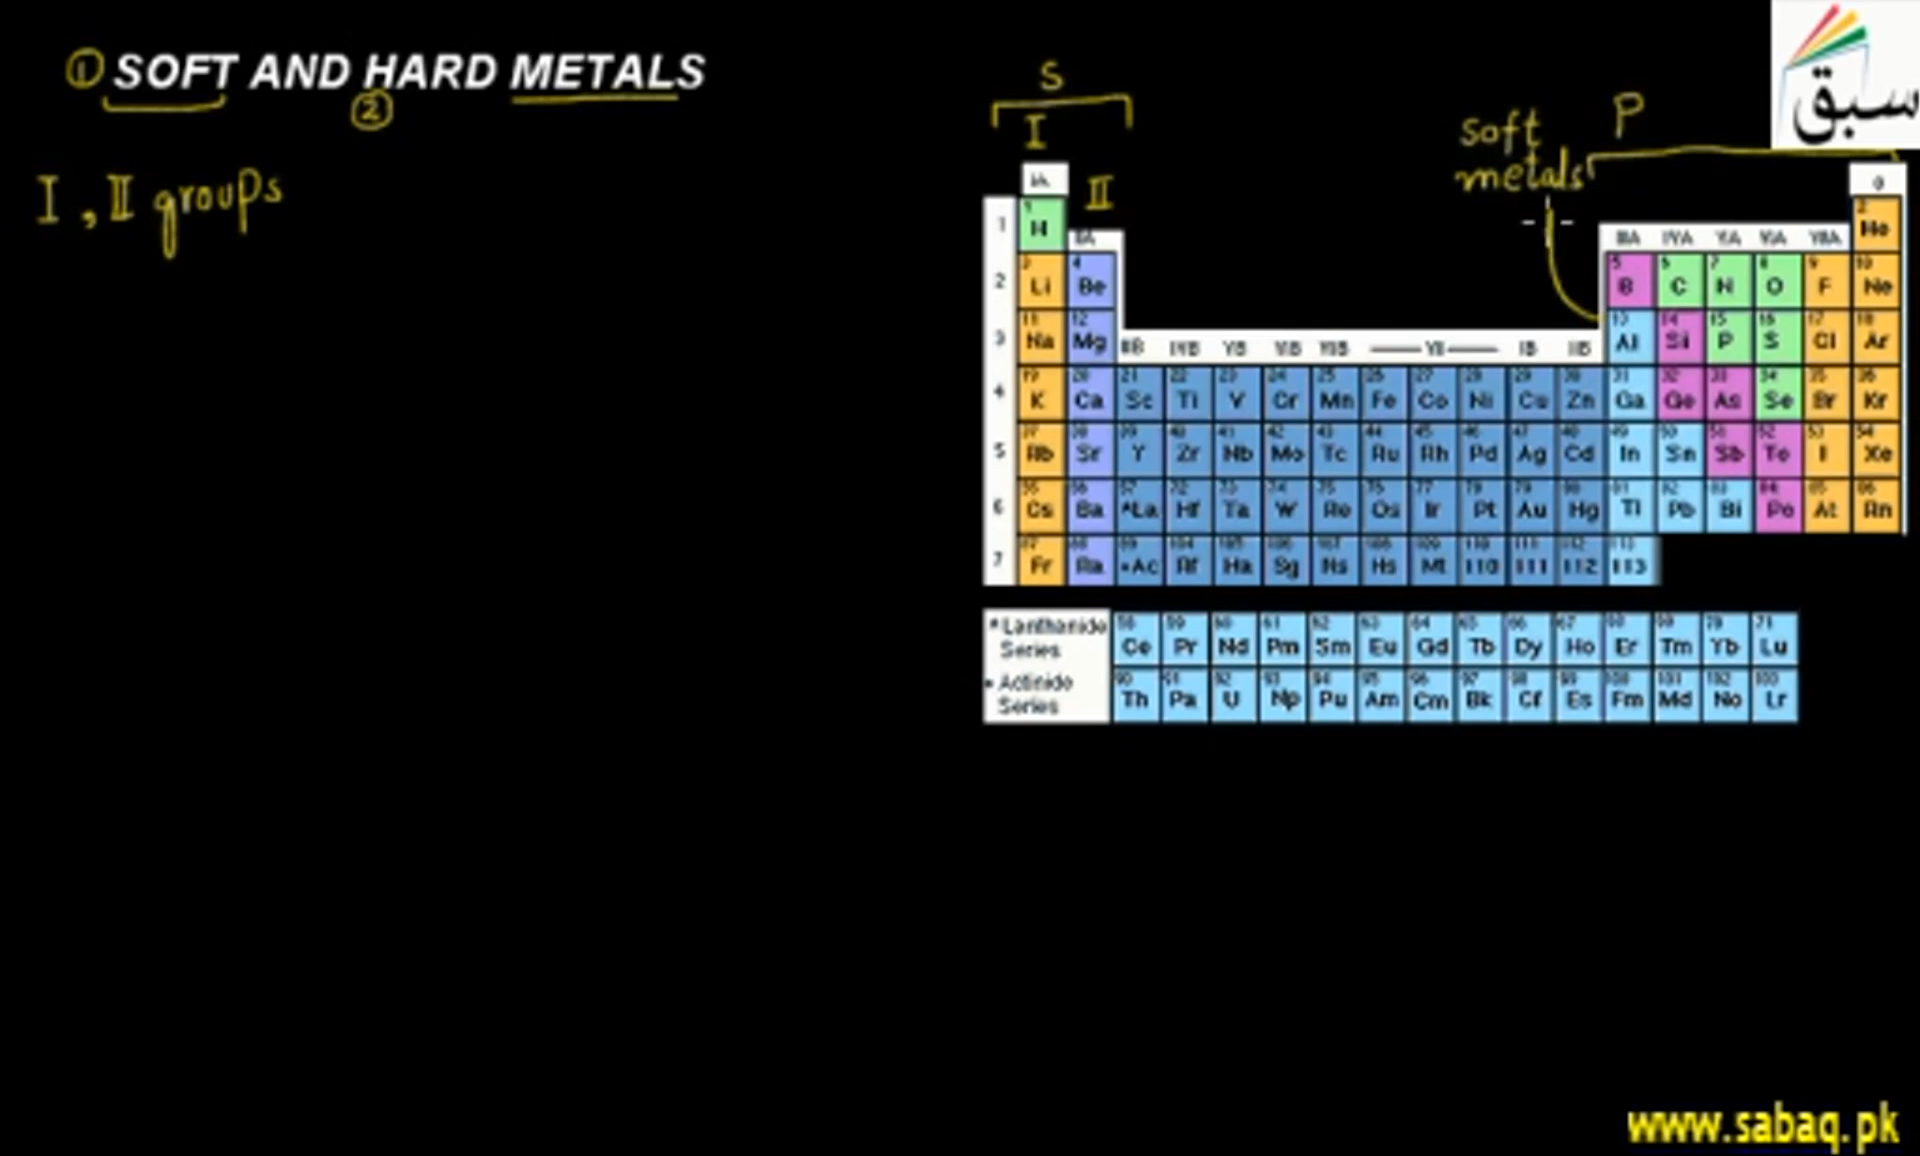 ① SOFT AND HARD METALS
②
I , II groups
S
I
II
soft
metals
P
سبق
IA
0
IIA
IIIA IVA VA VIA VIIA
1 H He
2 Li Be B C N O F Ne
3 Na Mg Al Si P S Cl Ar
4 K Ca Sc Ti V Cr Mn Fe Co Ni Cu Zn Ga Ge As Se Br Kr
5 Rb Sr Y Zr Nb Mo Tc Ru Rh Pd Ag Cd In Sn Sb Te I Xe
6 Cs Ba *La Hf Ta W Re Os Ir Pt Au Hg Tl Pb Bi Po At Rn
7 Fr Ra •Ac Rf Ha Sg Ns Hs Mt 110 111 112 113
* Lanthanide
Series
Ce Pr Nd Pm Sm Eu Gd Tb Dy Ho Er Tm Yb Lu
• Actinide
Series
Th Pa U Np Pu Am Cm Bk Cf Es Fm Md No Lr
www.sabaq.pk